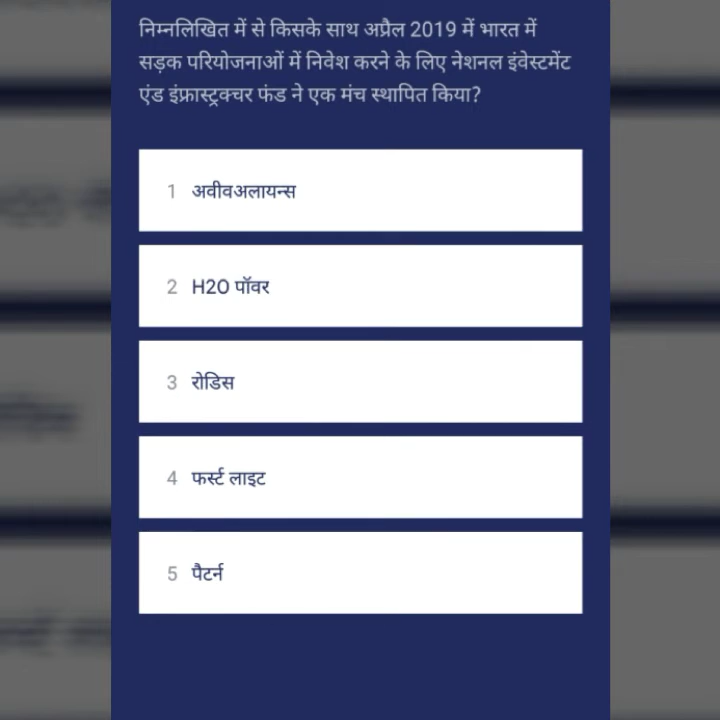 निम्नलिखित में से किसके साथ अप्रैल 2019 में भारत में
सड़क परियोजनाओं में निवेश करने के लिए नेशनल इंवेस्टमेंट
एंड इंफ्रास्ट्रक्चर फंड ने एक मंच स्थापित किया?
1 अवीवअलायन्स
2 H2O पॉवर
3 रोडिस
4 फर्स्ट लाइट
5 पैटर्न